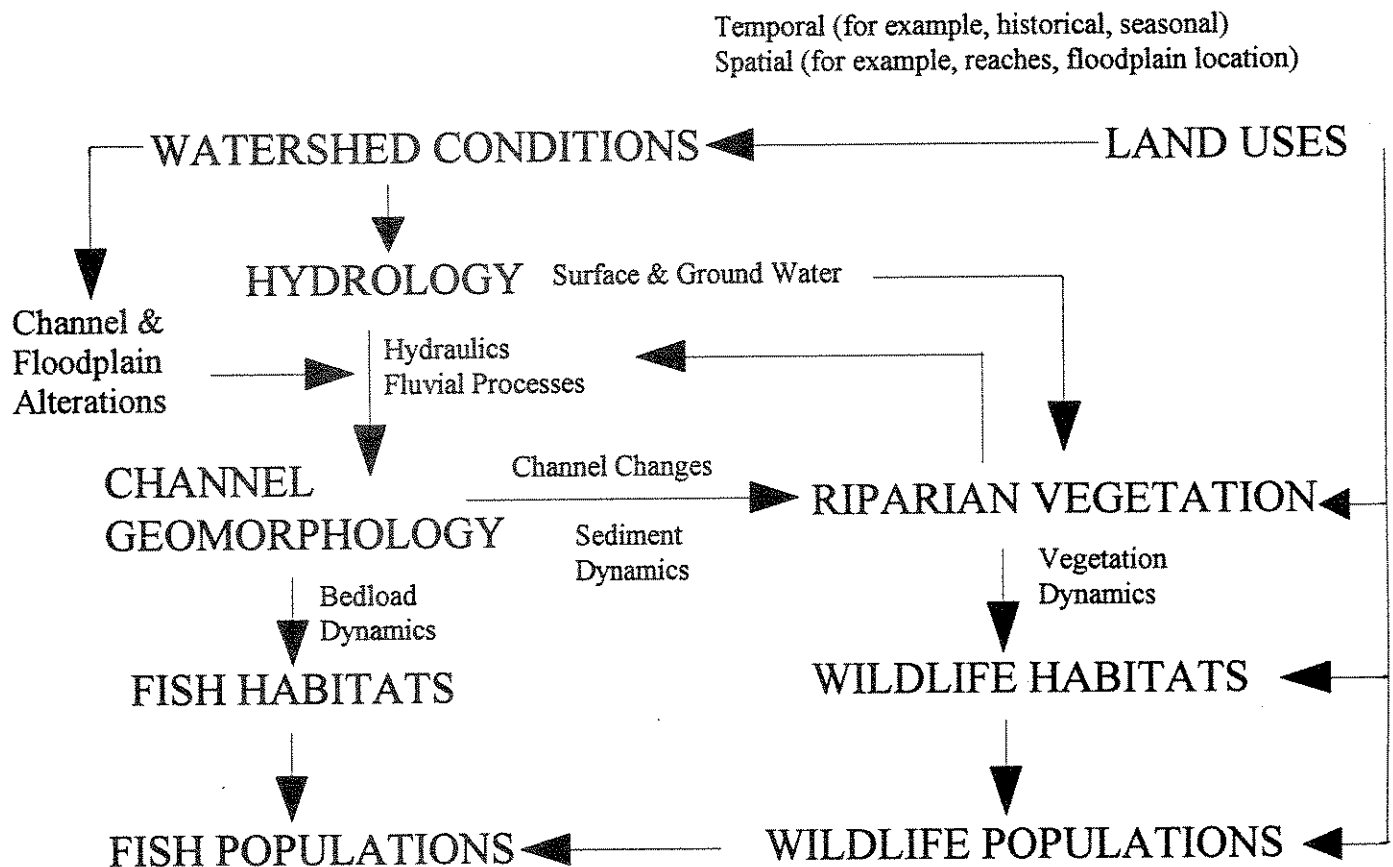 Temporal (for example, historical, seasonal)
Spatial (for example, reaches, floodplain location)
WATERSHED CONDITIONS
LAND USES
HYDROLOGY
Surface & Ground Water
Channel &
Floodplain
Alterations
Hydraulics
Fluvial Processes
CHANNEL
GEOMORPHOLOGY
Channel Changes
Sediment
Dynamics
RIPARIAN VEGETATION
Bedload
Dynamics
Vegetation
Dynamics
FISH HABITATS
WILDLIFE HABITATS
FISH POPULATIONS
WILDLIFE POPULATIONS